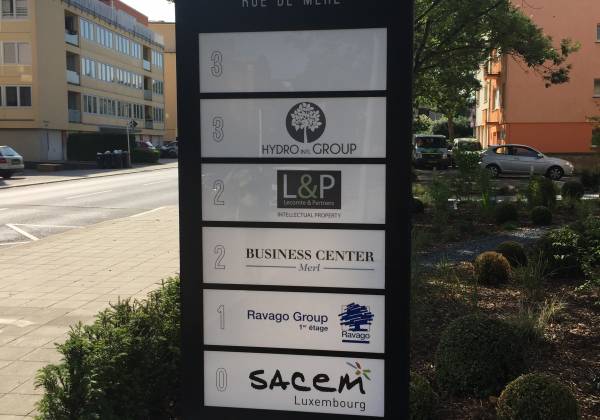 RUE DE MERL
3
3
HYDRO INTL GROUP
2
L&P
Lecomte & Partners
INTELLECTUAL PROPERTY
2
BUSINESS CENTER
Merl
1
Ravago Group
1er étage
Ravago
0
sacem
Luxembourg